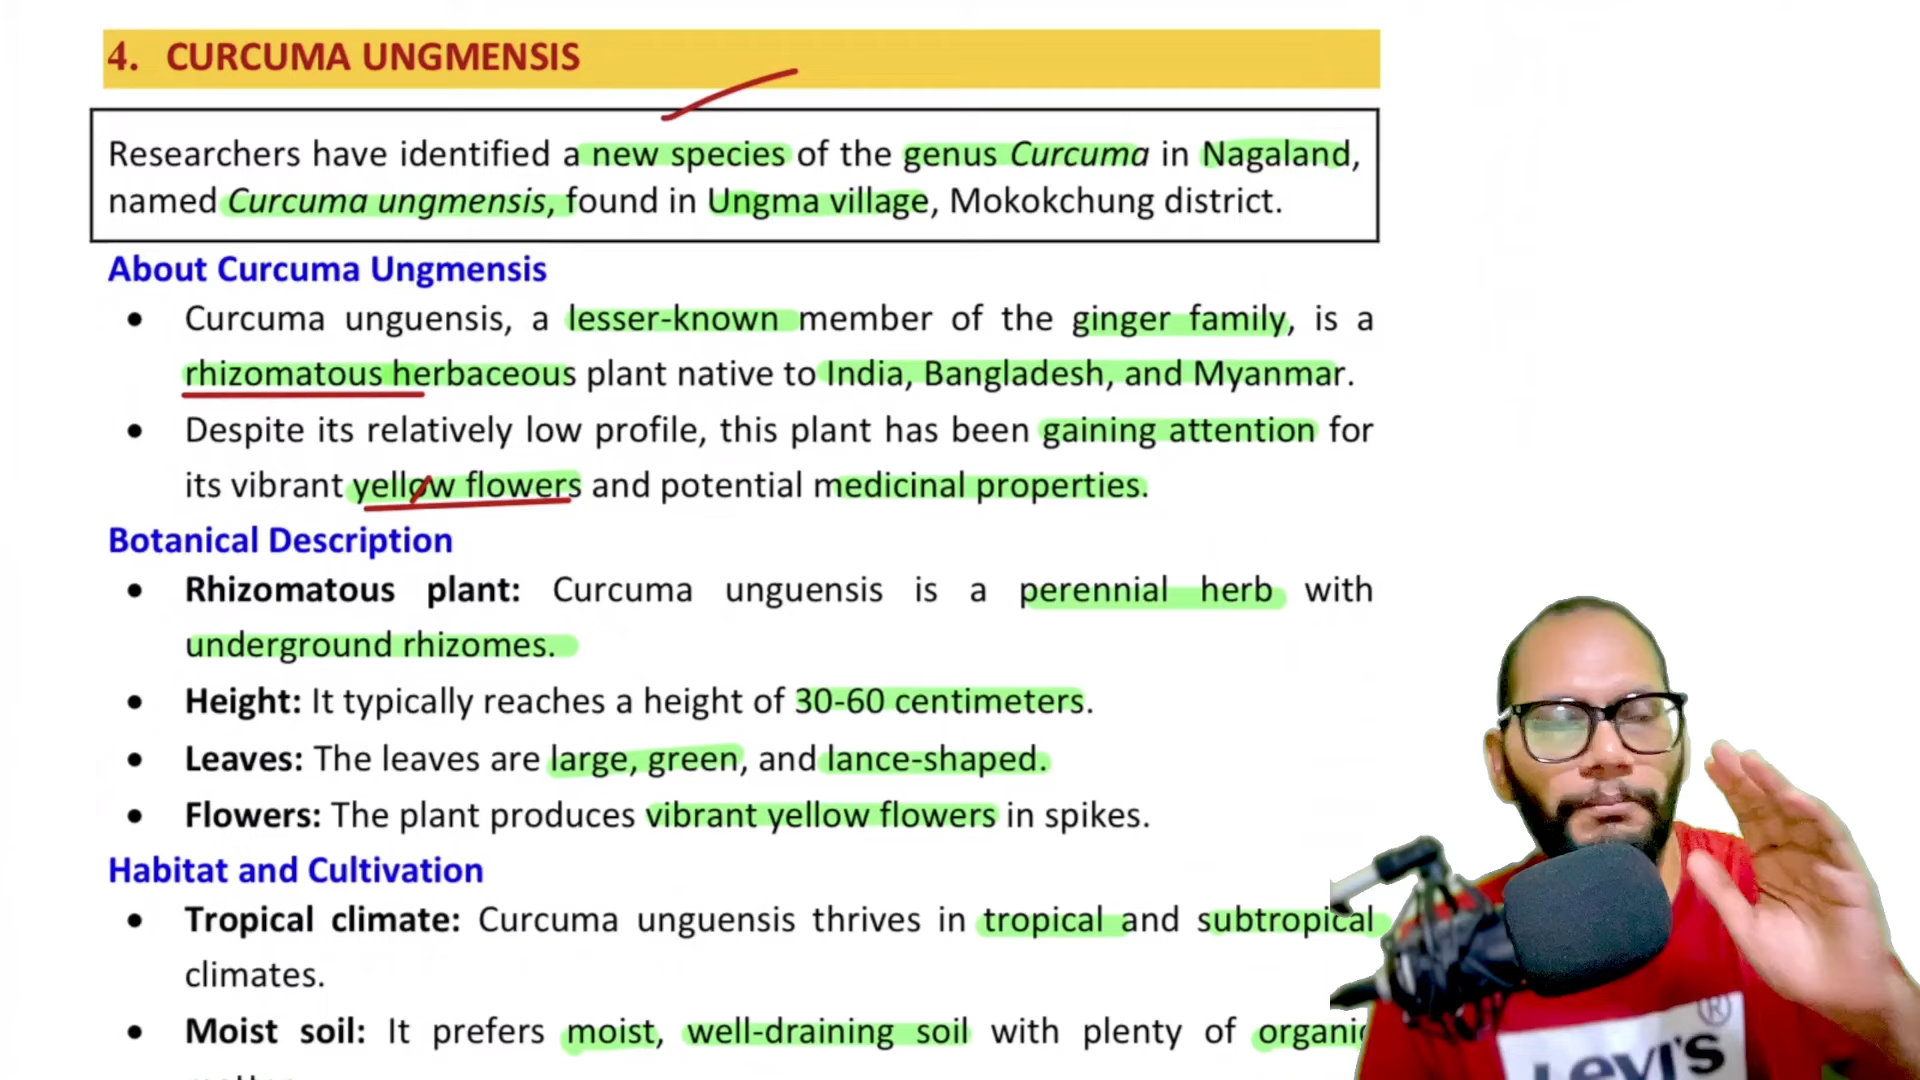 4. CURCUMA UNGMENSIS
Researchers have identified a new species of the genus Curcuma in Nagaland,
named Curcuma ungmensis, found in Ungma village, Mokokchung district.
About Curcuma Ungmensis
• Curcuma unguensis, a lesser-known member of the ginger family, is a
rhizomatous herbaceous plant native to India, Bangladesh, and Myanmar.
• Despite its relatively low profile, this plant has been gaining attention for
its vibrant yellow flowers and potential medicinal properties.
Botanical Description
• Rhizomatous plant: Curcuma unguensis is a perennial herb with
underground rhizomes.
• Height: It typically reaches a height of 30-60 centimeters.
• Leaves: The leaves are large, green, and lance-shaped.
• Flowers: The plant produces vibrant yellow flowers in spikes.
Habitat and Cultivation
• Tropical climate: Curcuma unguensis thrives in tropical and subtropical
climates.
• Moist soil: It prefers moist, well-draining soil with plenty of organic
Levi's ®